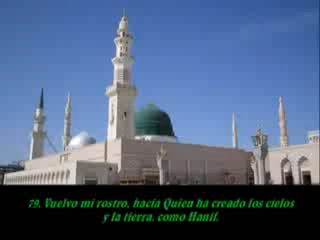 79. Vuelvo mi rostro, hacia Quien ha creado los cielos
y la tierra, como Hanif.